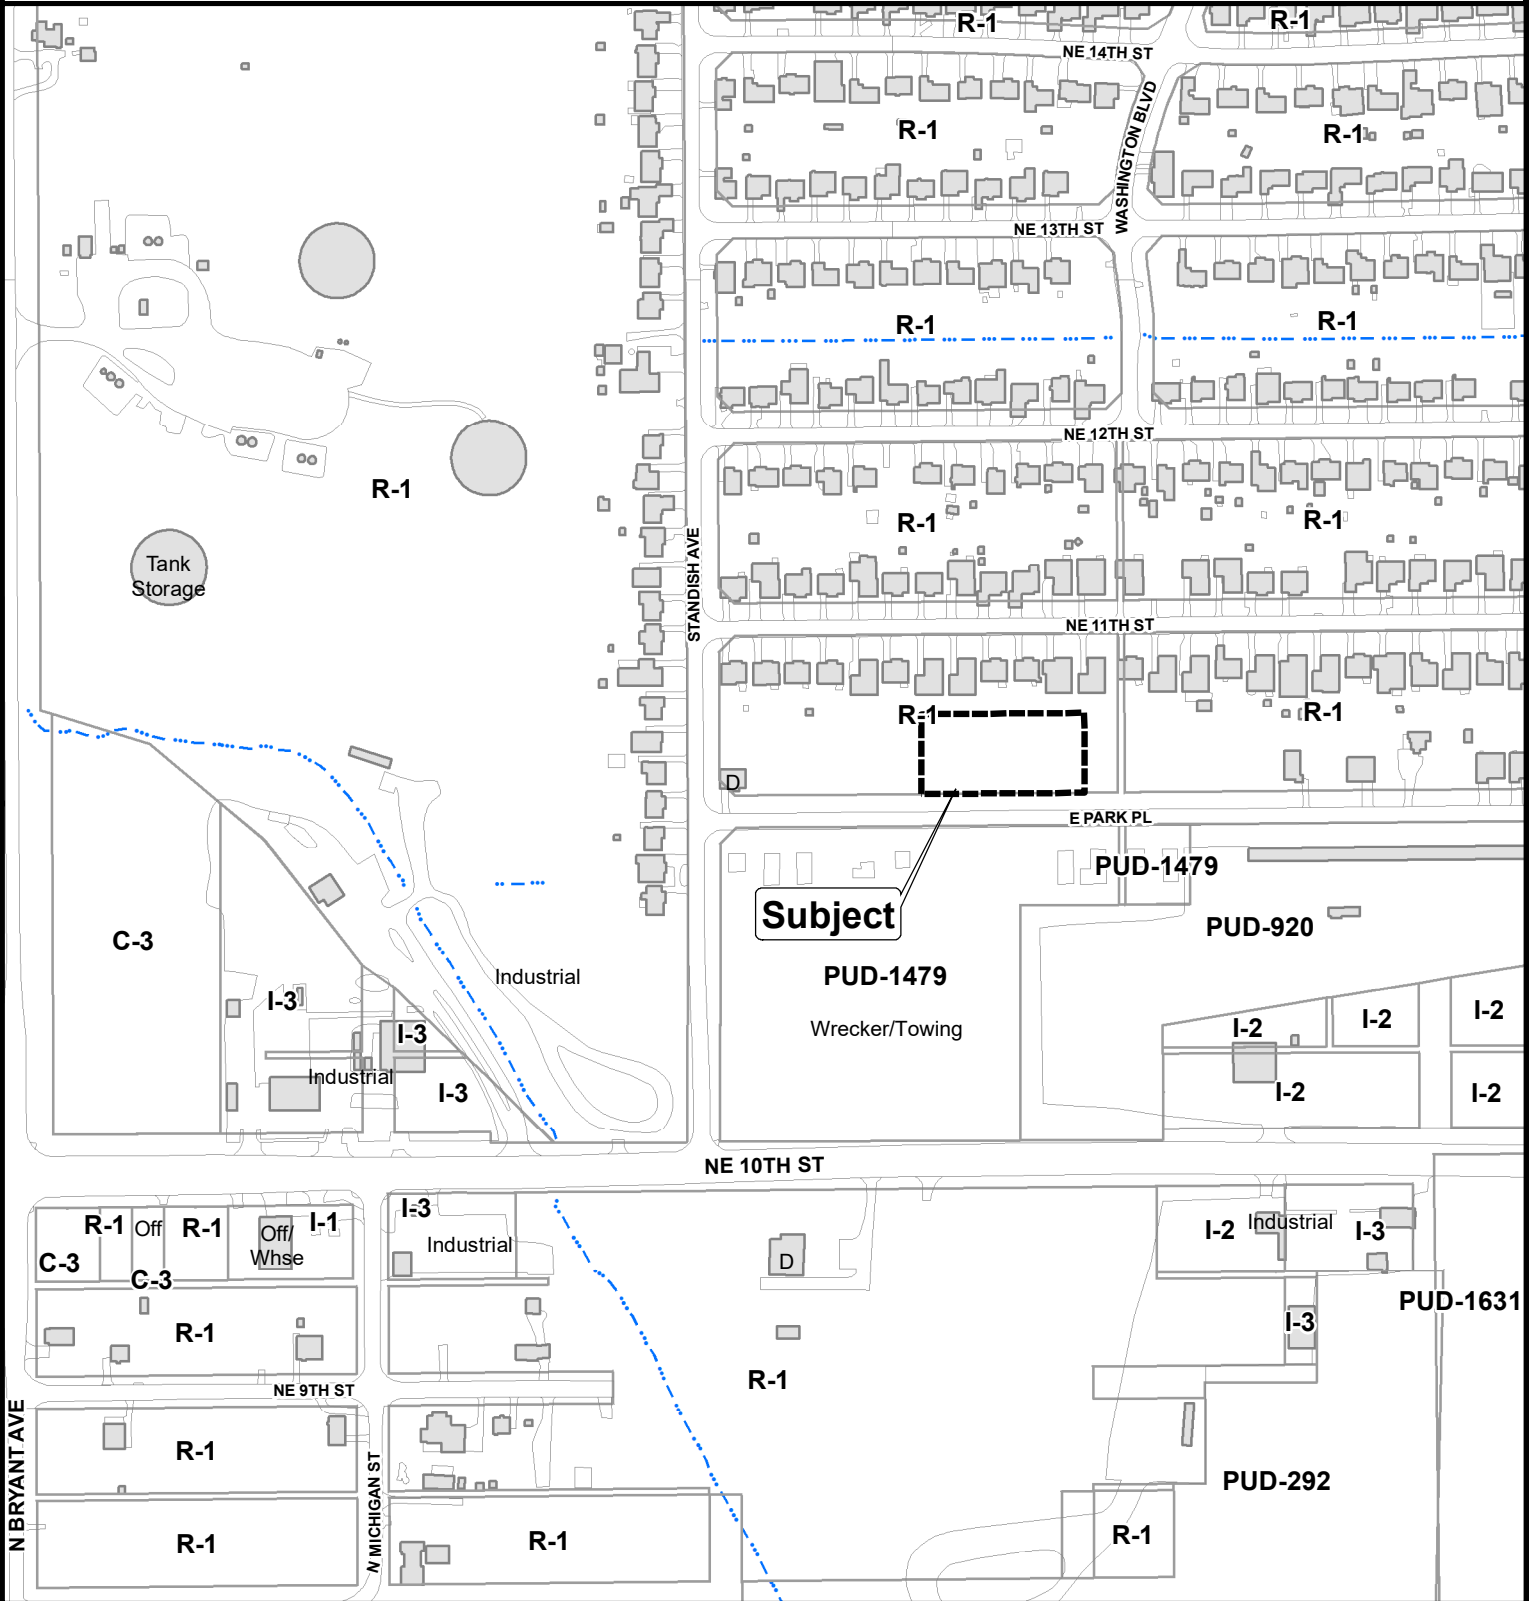 R-1
R-1
NE 14TH ST
WASHINGTON BLVD
R-1
R-1
NE 13TH ST
R-1
R-1
NE 12TH ST
R-1
R-1
R-1
STANDISH AVE
Tank
Storage
NE 11TH ST
R-1
R-1
D
E PARK PL
PUD-1479
Subject
PUD-920
C-3
PUD-1479
Industrial
I-3
I-3
Wrecker/Towing
I-2
I-2
I-2
Industrial
I-3
I-2
I-2
NE 10TH ST
R-1
Off
R-1
I-1
I-3
Off/
Whse
C-3
C-3
Industrial
D
I-2
Industrial
I-3
PUD-1631
R-1
I-3
R-1
NE 9TH ST
N BRYANT AVE
R-1
N MICHIGAN ST
PUD-292
R-1
R-1
R-1